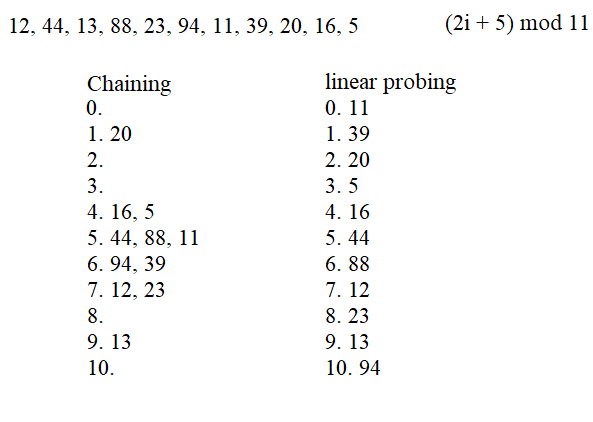 12, 44, 13, 88, 23, 94, 11, 39, 20, 16, 5
(2i + 5) mod 11
Chaining
0.
1. 20
2.
3.
4. 16, 5
5. 44, 88, 11
6. 94, 39
7. 12, 23
8.
9. 13
10.
linear probing
0. 11
1. 39
2. 20
3. 5
4. 16
5. 44
6. 88
7. 12
8. 23
9. 13
10. 94